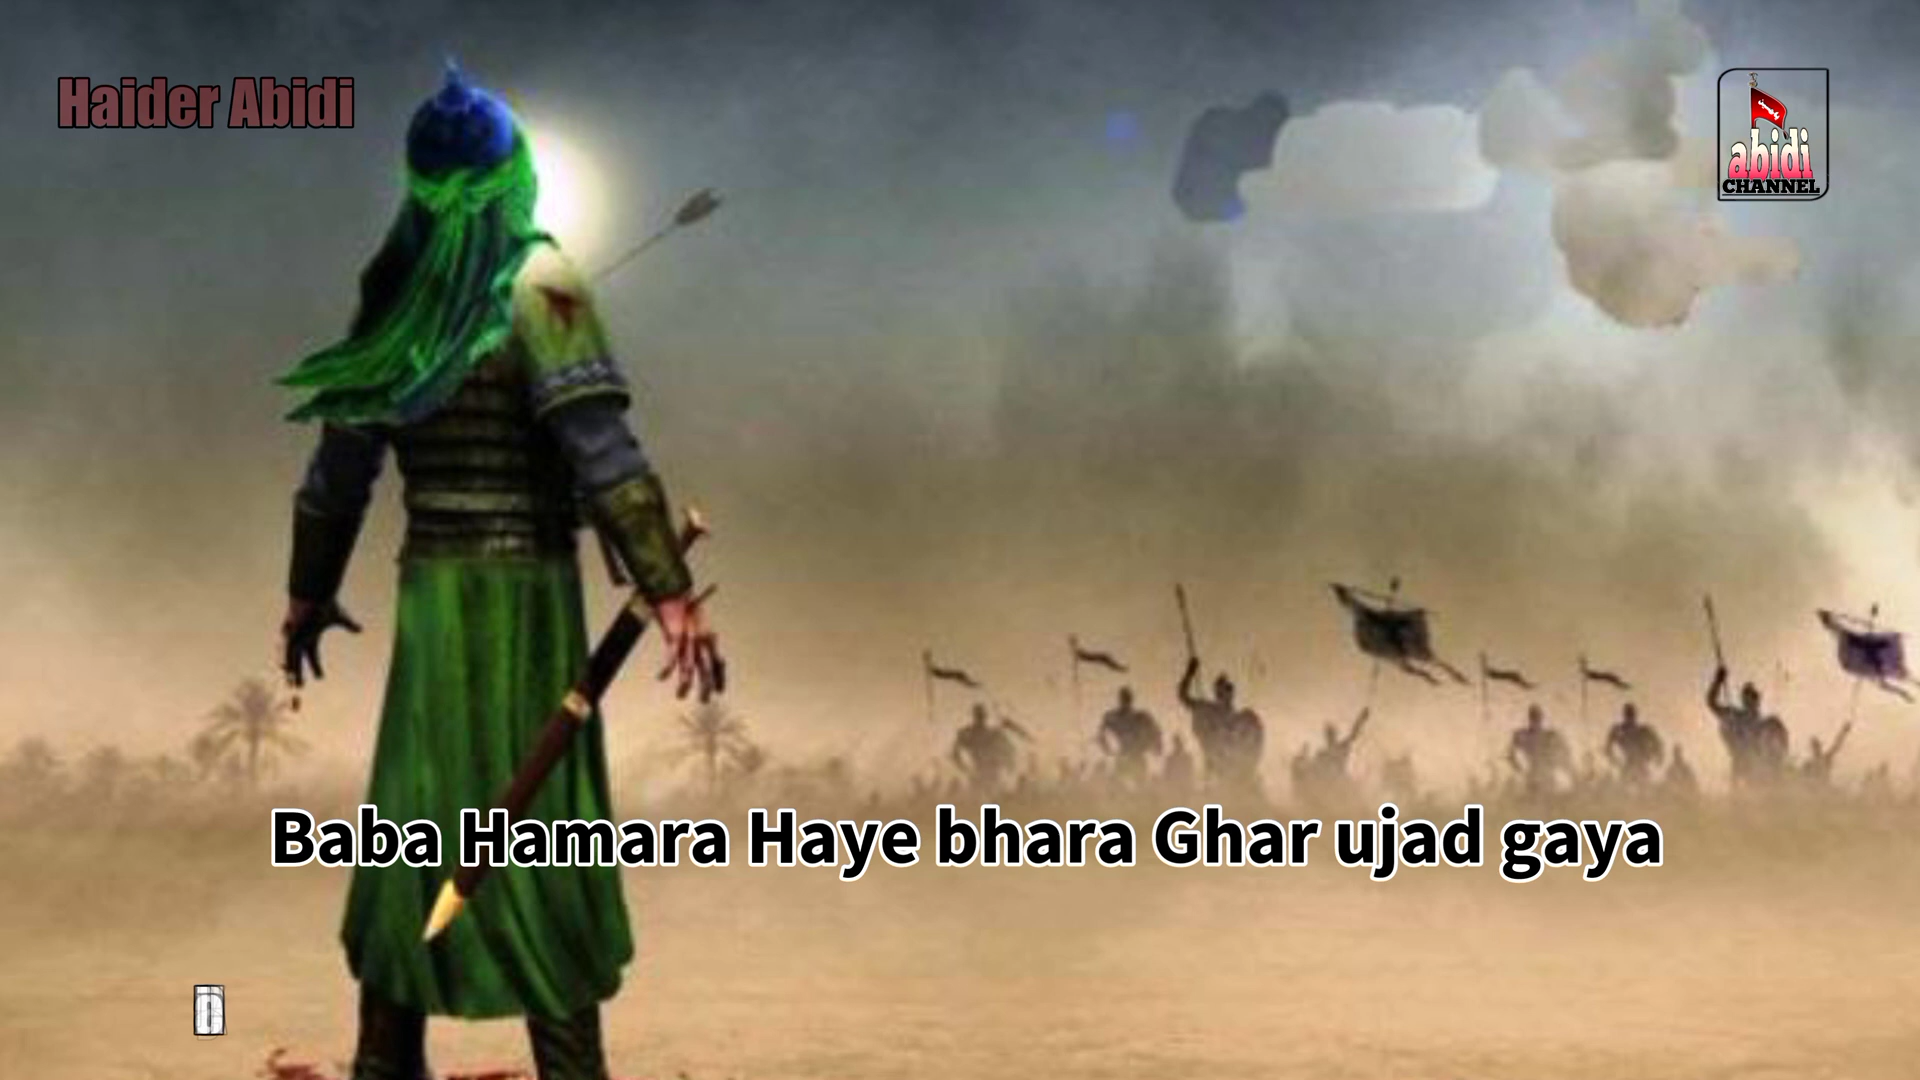 Haider Abidi
abidi
CHANNEL
Baba Hamara Haye bhara Ghar ujad gaya